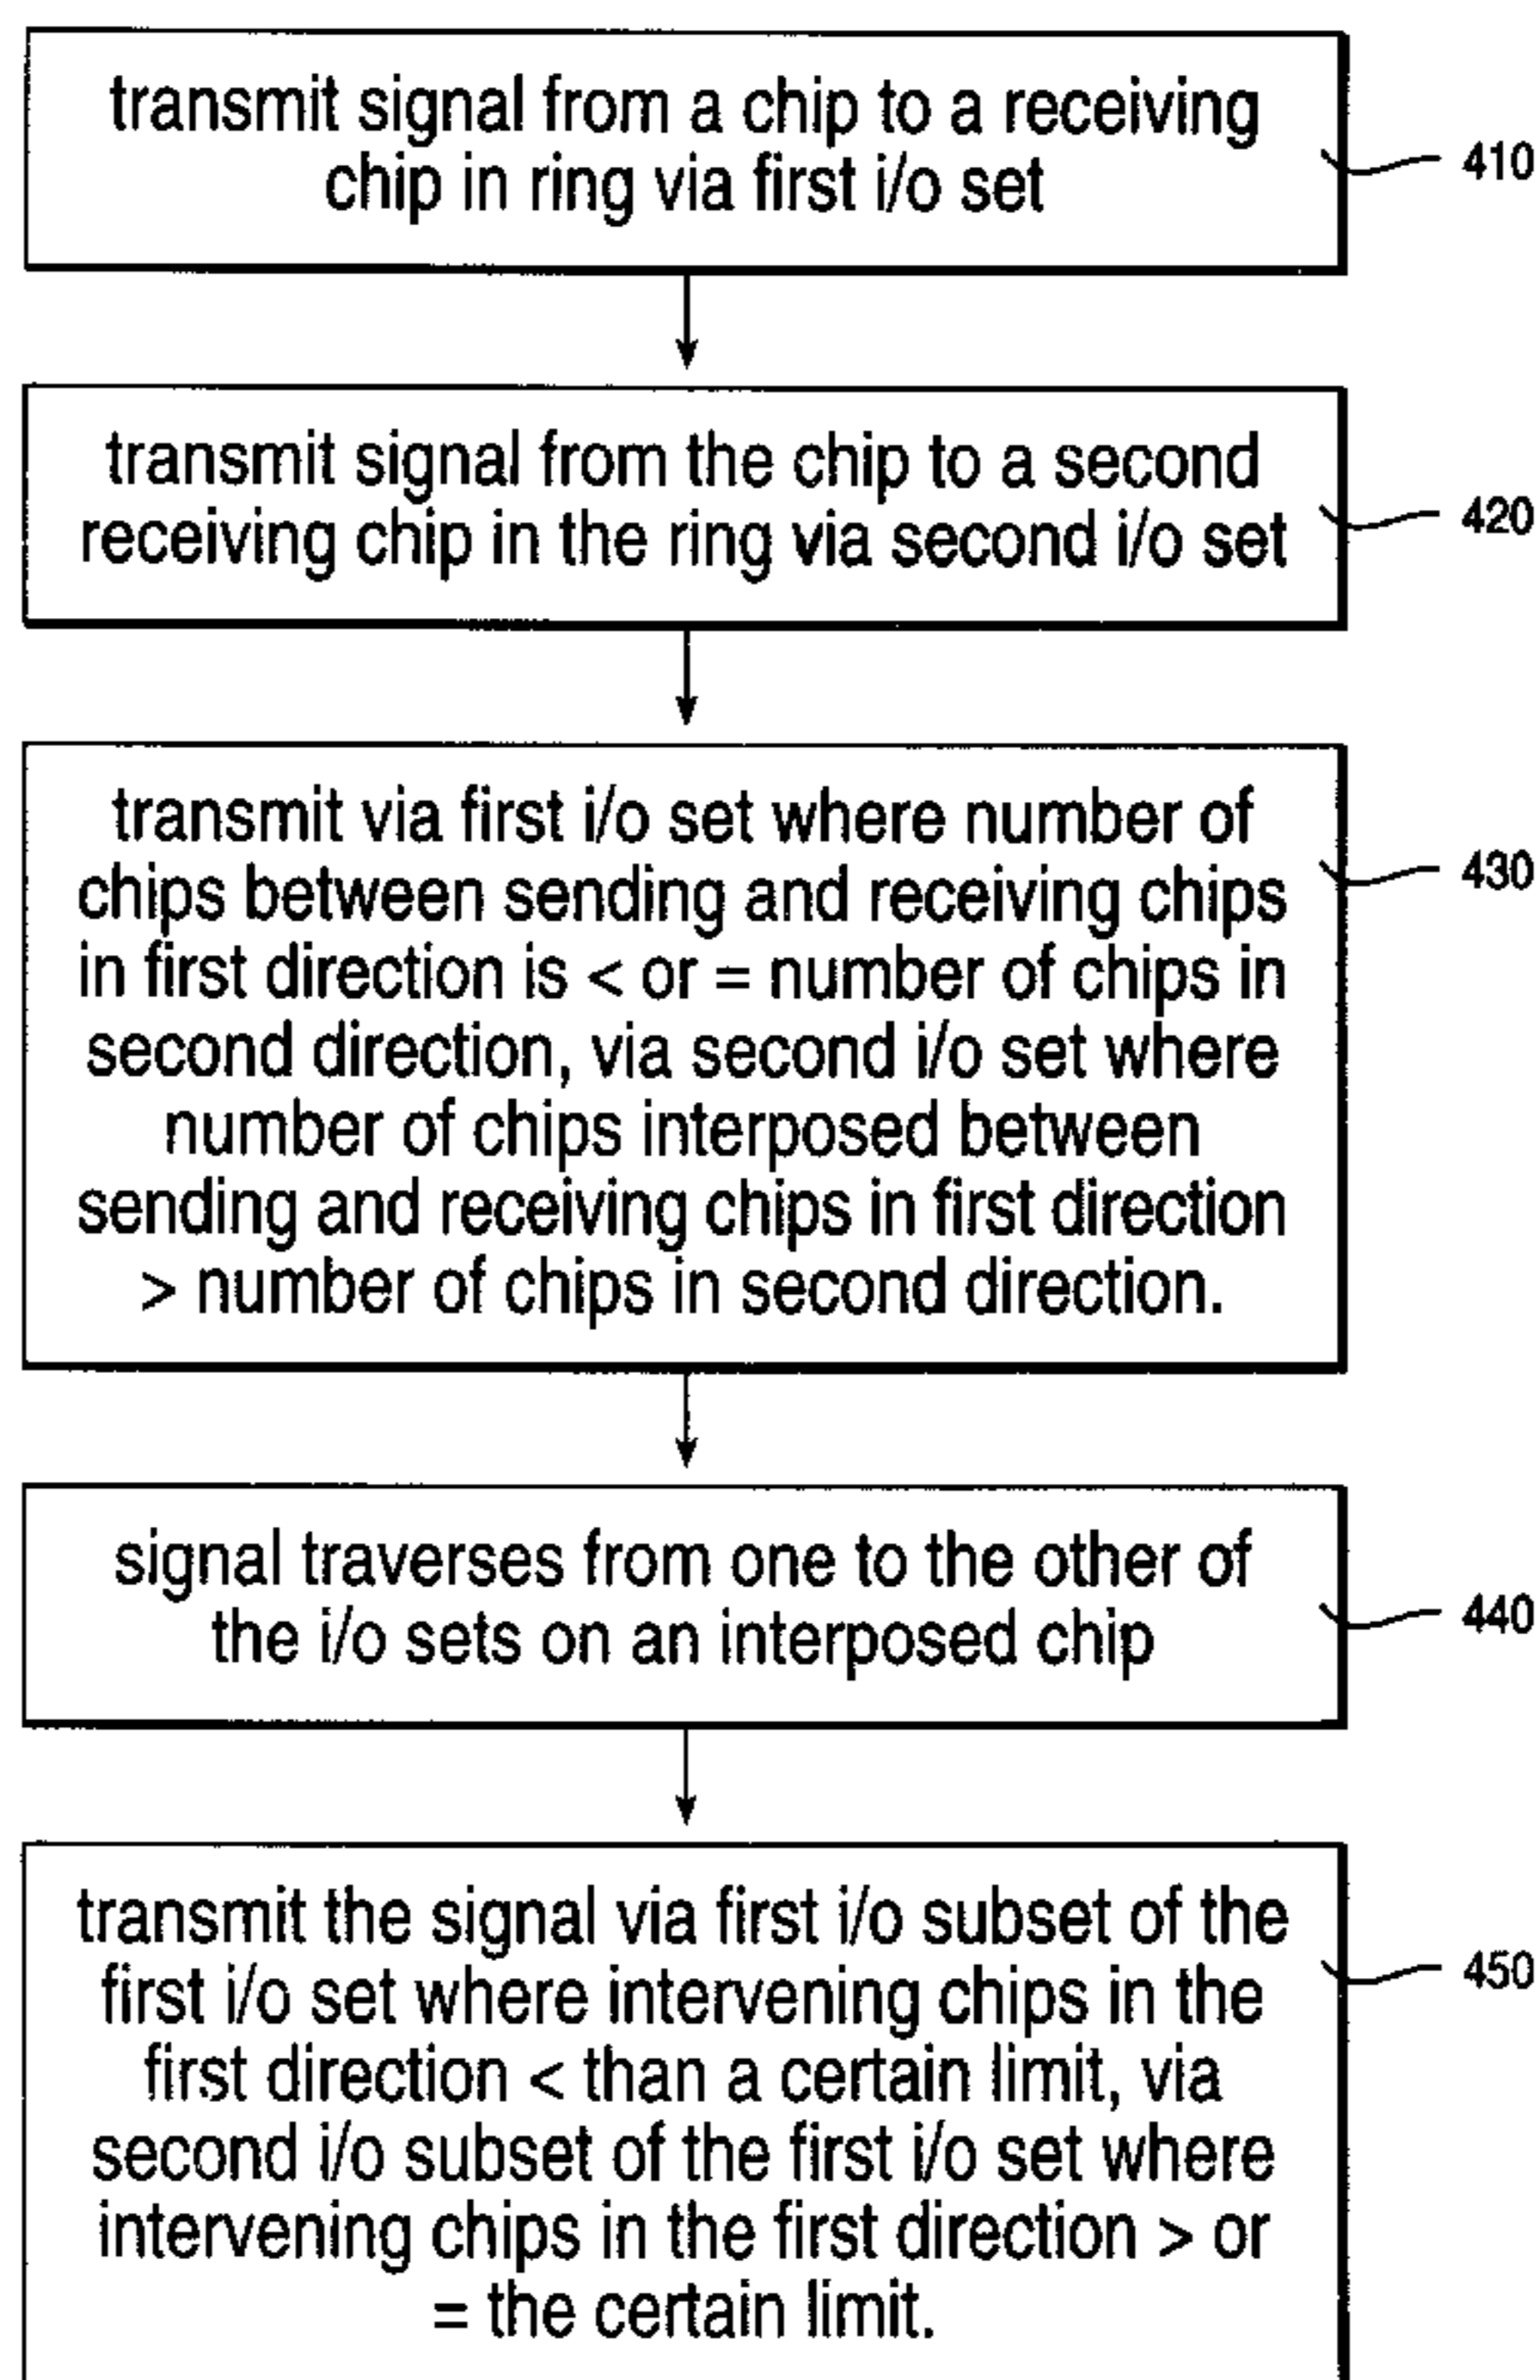 transmit signal from a chip to a receiving
chip in ring via first i/o set
410
transmit signal from the chip to a second
receiving chip in the ring via second i/o set
420
transmit via first i/o set where number of
chips between sending and receiving chips
in first direction is < or = number of chips in
second direction, via second i/o set where
number of chips interposed between
sending and receiving chips in first direction
> number of chips in second direction.
430
signal traverses from one to the other of
the i/o sets on an interposed chip
440
transmit the signal via first i/o subset of the
first i/o set where intervening chips in the
first direction < than a certain limit, via
second i/o subset of the first i/o set where
intervening chips in the first direction > or
= the certain limit.
450